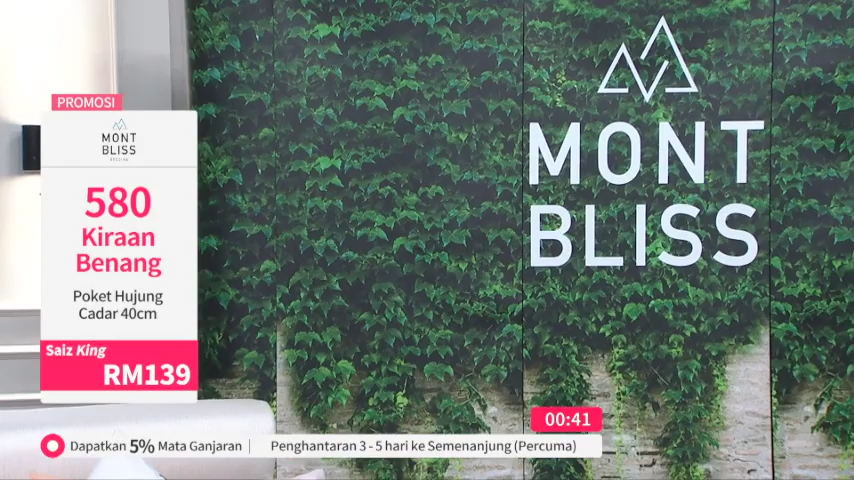 PROMOSI
MONT
BLISS
580
Kiraan
Benang
Poket Hujung
Cadar 40cm
Saiz King
RM139
MONT
BLISS
00:41
Dapatkan 5% Mata Ganjaran | Penghantaran 3 - 5 hari ke Semenanjung (Percuma)